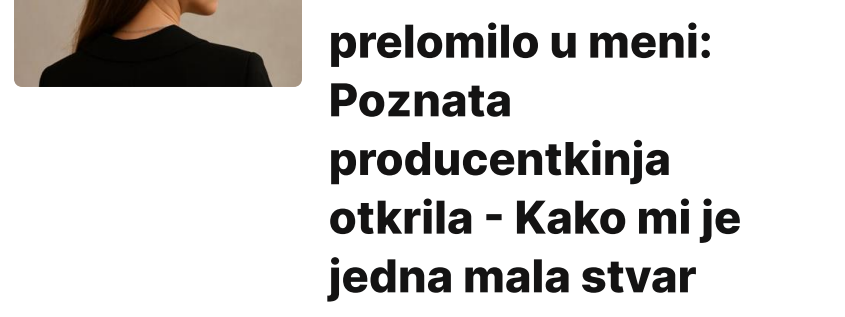 prelomilo u meni:
Poznata
producentkinja
otkrila - Kako mi je
jedna mala stvar